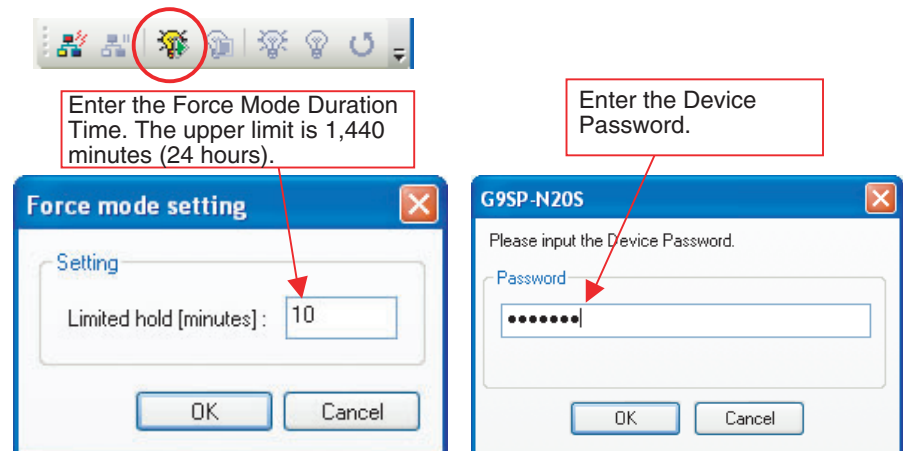 Enter the Force Mode Duration
Time. The upper limit is 1,440
minutes (24 hours).
Enter the Device
Password.
Force mode setting
Setting
Limited hold [minutes] :
10
OK
Cancel
G9SP-N20S
Please input the Device Password.
Password
•••••••
OK
Cancel